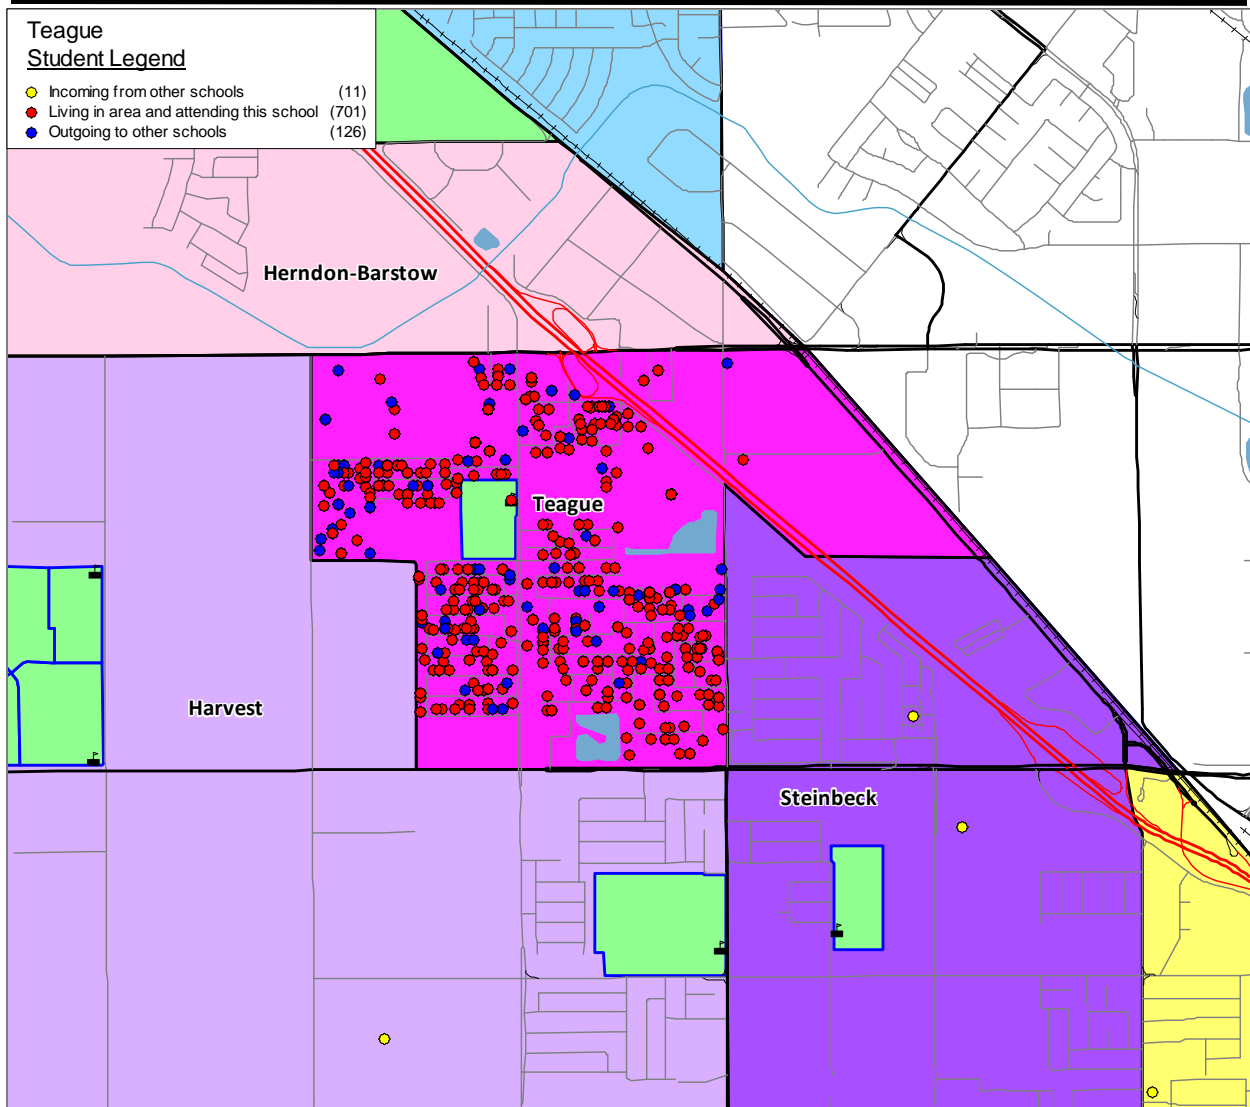 Teague
Student Legend
Incoming from other schools (11)
Living in area and attending this school (701)
Outgoing to other schools (126)
Herndon-Barstow
Teague
Harvest
Steinbeck